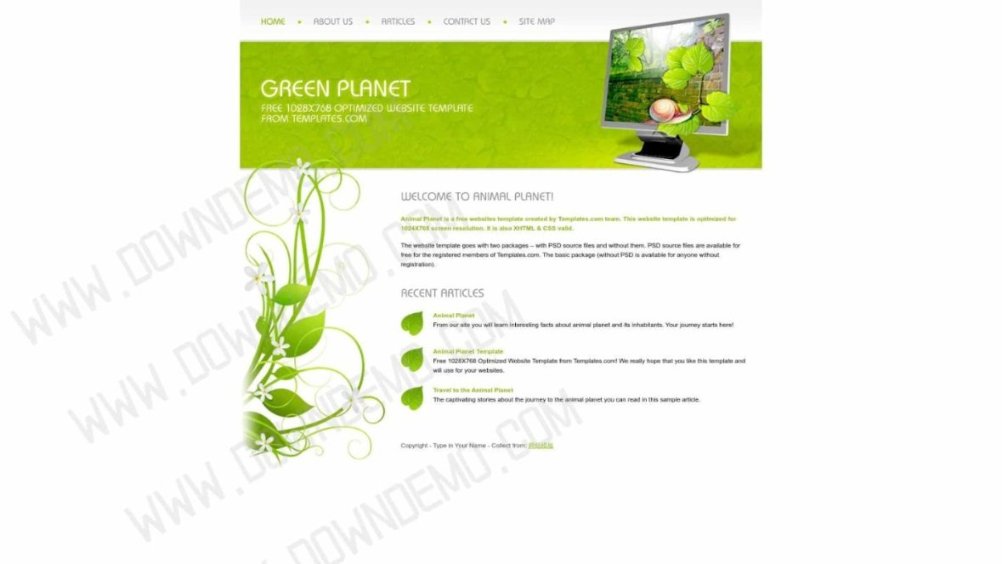 HOME ABOUT US ARTICLES CONTACT US SITE MAP
GREEN PLANET
FREE 1028X768 OPTIMIZED WEBSITE TEMPLATE
FROM TEMPLATES.COM
WELCOME TO ANIMAL PLANET!
Animal Planet is a free websites template created by Templates.com team. This website template is optimized for
1024X768 screen resolution. It is also XHTML & CSS valid.
The website template goes with two packages – with PSD source files and without them. PSD source files are available for
free for the registered members of Templates.com. The basic package (without PSD is available for anyone without
registration).
RECENT ARTICLES
Animal Planet
From our site you will learn interesting facts about animal planet and its inhabitants. Your journey starts here!
Animal Planet Template
Free 1028X768 Optimized Website Template from Templates.com! We really hope that you like this template and
will use for your websites.
Travel to the Animal Planet
The captivating stories about the journey to the animal planet you can read in this sample article.
Copyright - Type in Your Name - Collect from:
WWW.DOWNDEMO.COM
WWW.DOWNDEMO.COM
WWW.DOWNDEMO.COM